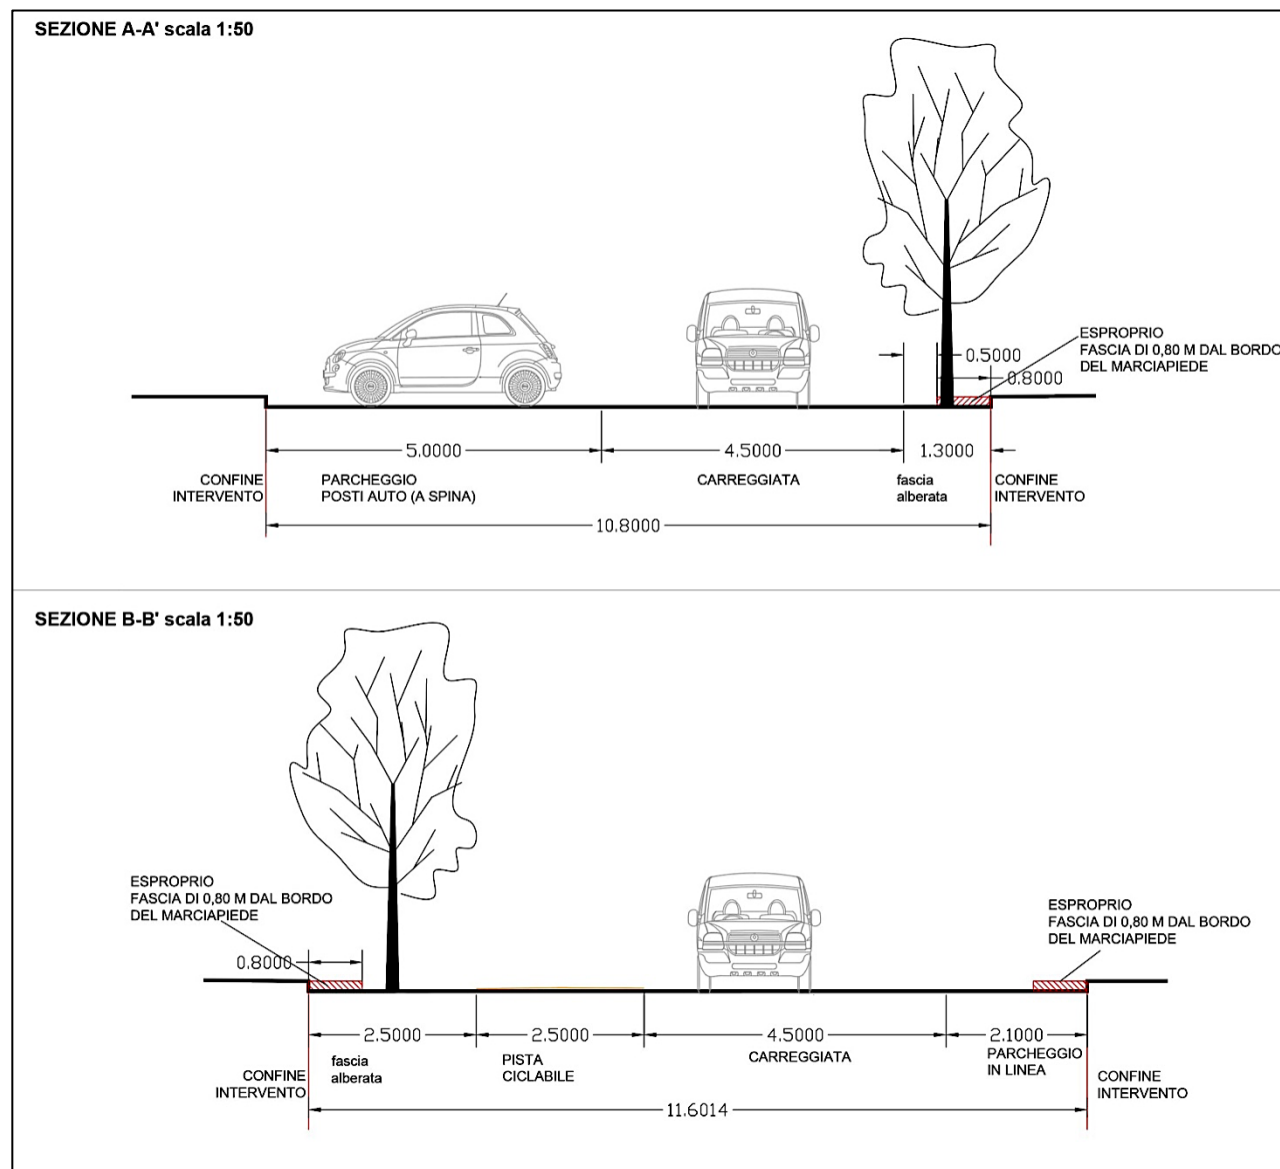 SEZIONE A-A' scala 1:50
ESPROPRIO
FASCIA DI 0,80 M DAL BORDO
DEL MARCIAPIEDE
0.5000
0.8000
5.0000
4.5000
1.3000
CONFINE
INTERVENTO
PARCHEGGIO
POSTI AUTO (A SPINA)
CARREGGIATA
fascia
alberata
CONFINE
INTERVENTO
10.8000
SEZIONE B-B' scala 1:50
ESPROPRIO
FASCIA DI 0,80 M DAL BORDO
DEL MARCIAPIEDE
0.8000
ESPROPRIO
FASCIA DI 0,80 M DAL BORDO
DEL MARCIAPIEDE
2.5000
2.5000
4.5000
2.1000
CONFINE
INTERVENTO
fascia
alberata
PISTA
CICLABILE
CARREGGIATA
PARCHEGGIO
IN LINEA
CONFINE
INTERVENTO
11.6014